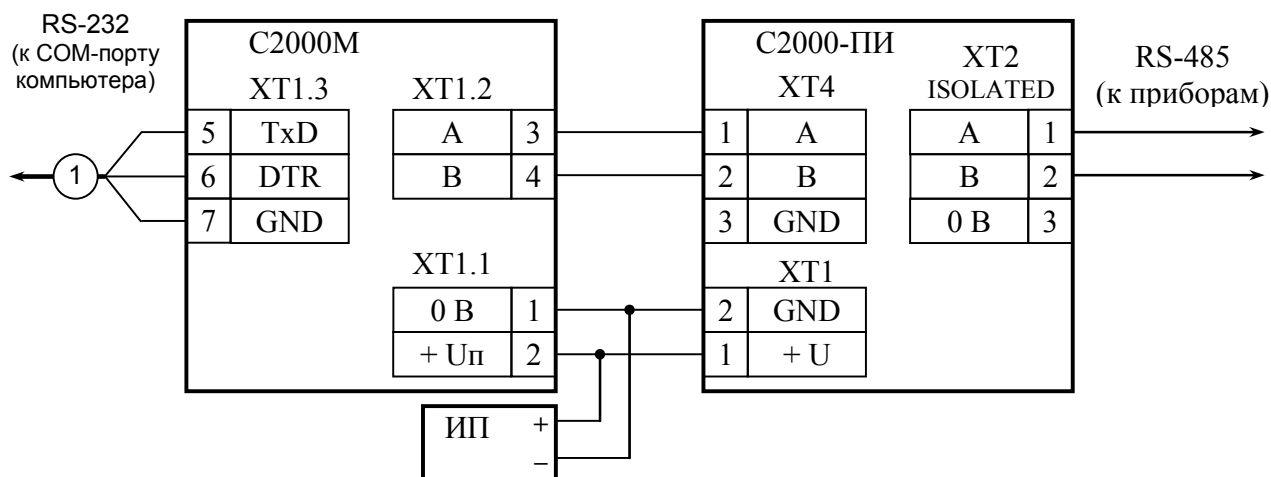 RS-232
(к COM-порту
компьютера)
1
С2000М
XT1.3
5 TxD
6 DTR
7 GND
XT1.2
A 3
B 4
XT1.1
0 В 1
+ Uп 2
ИП +
–
С2000-ПИ
XT4
1 A
2 B
3 GND
XT1
2 GND
1 + U
XT2
ISOLATED
A 1
B 2
0 В 3
RS-485
(к приборам)